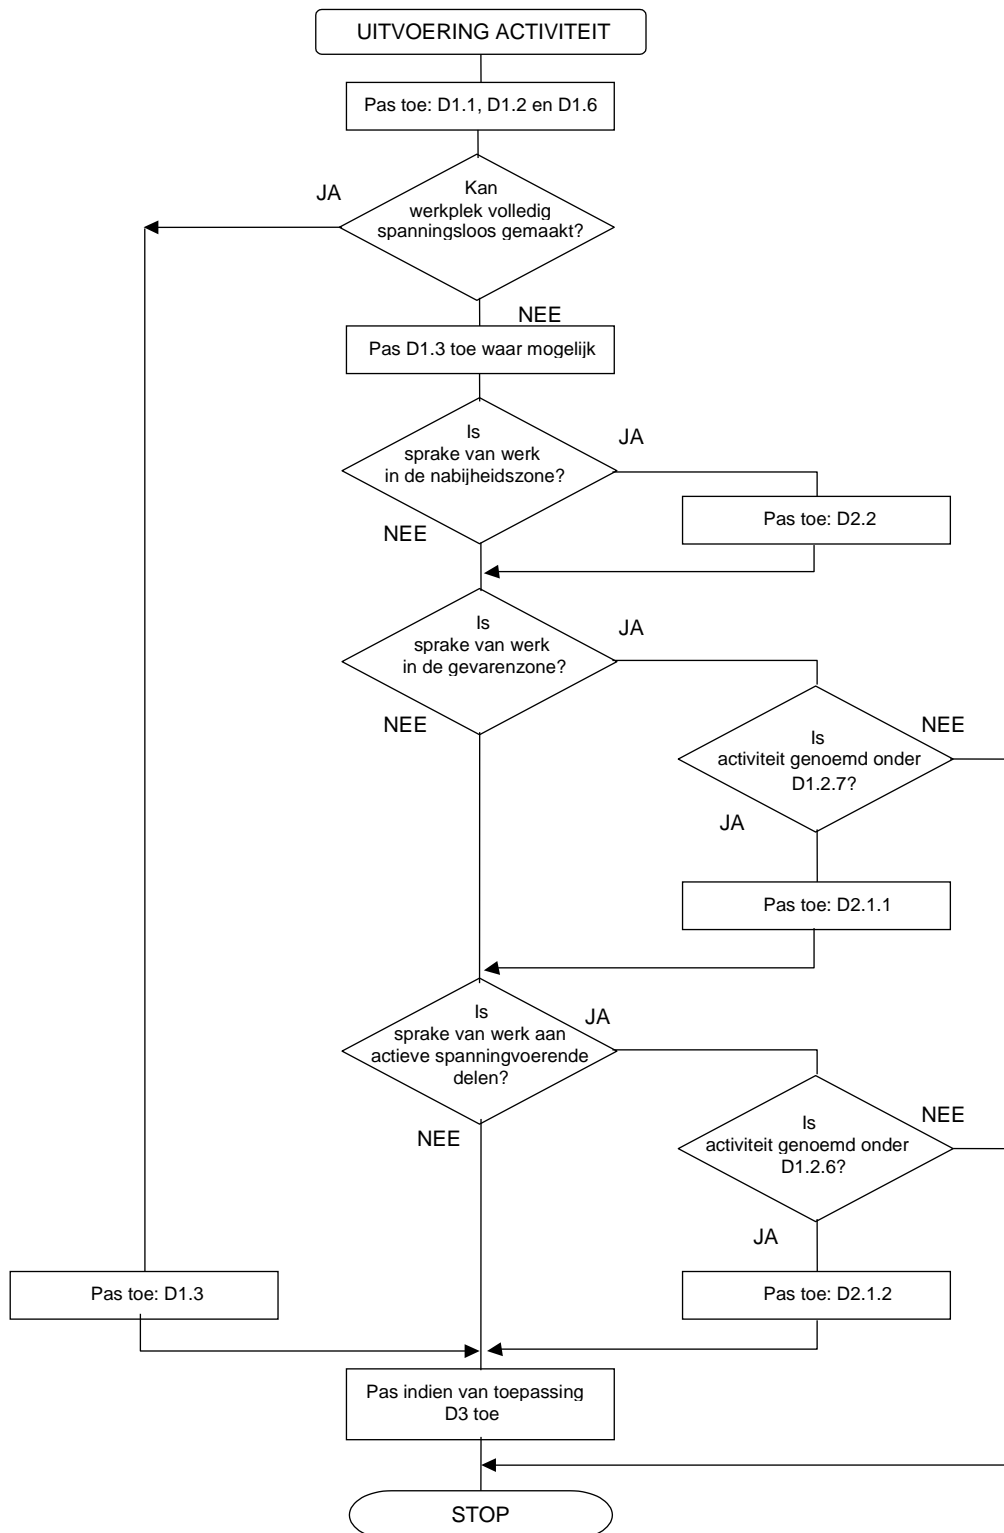 UITVOERING ACTIVITEIT
Pas toe: D1.1, D1.2 en D1.6
JA
Kan
werkplek volledig
spanningsloos gemaakt?
NEE
Pas D1.3 toe waar mogelijk
Is
sprake van werk
in de nabijheidszone?
JA
NEE
Pas toe: D2.2
Is
sprake van werk
in de gevarenzone?
JA
NEE
Is
activiteit genoemd onder
D1.2.7?
NEE
JA
Pas toe: D2.1.1
Is
sprake van werk aan
actieve spanningvoerende
delen?
JA
NEE
Is
activiteit genoemd onder
D1.2.6?
NEE
JA
Pas toe: D1.3
Pas toe: D2.1.2
Pas indien van toepassing
D3 toe
STOP